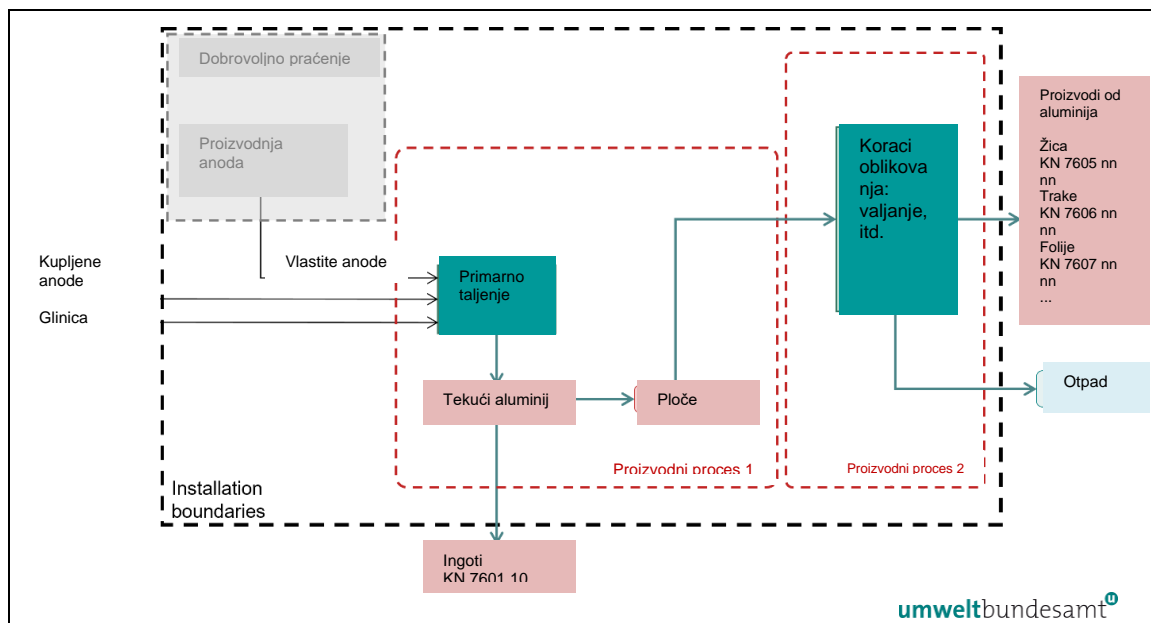 Dobrovoljno praćenje
Proizvodnja
anoda
Kupljene
anode
Vlastite anode
Glinica
Primarno
taljenje
Tekući aluminij
Ploče
Proizvodni proces 1
Koraci
oblikova
nja:
valjanje,
itd.
Proizvodni proces 2
Proizvodi od
aluminija
Žica
KN 7605 nn
nn
Trake
KN 7606 nn
nn
Folije
KN 7607 nn
nn
...
Otpad
Installation
boundaries
Ingoti
KN 7601 10
umweltbundesamt
u